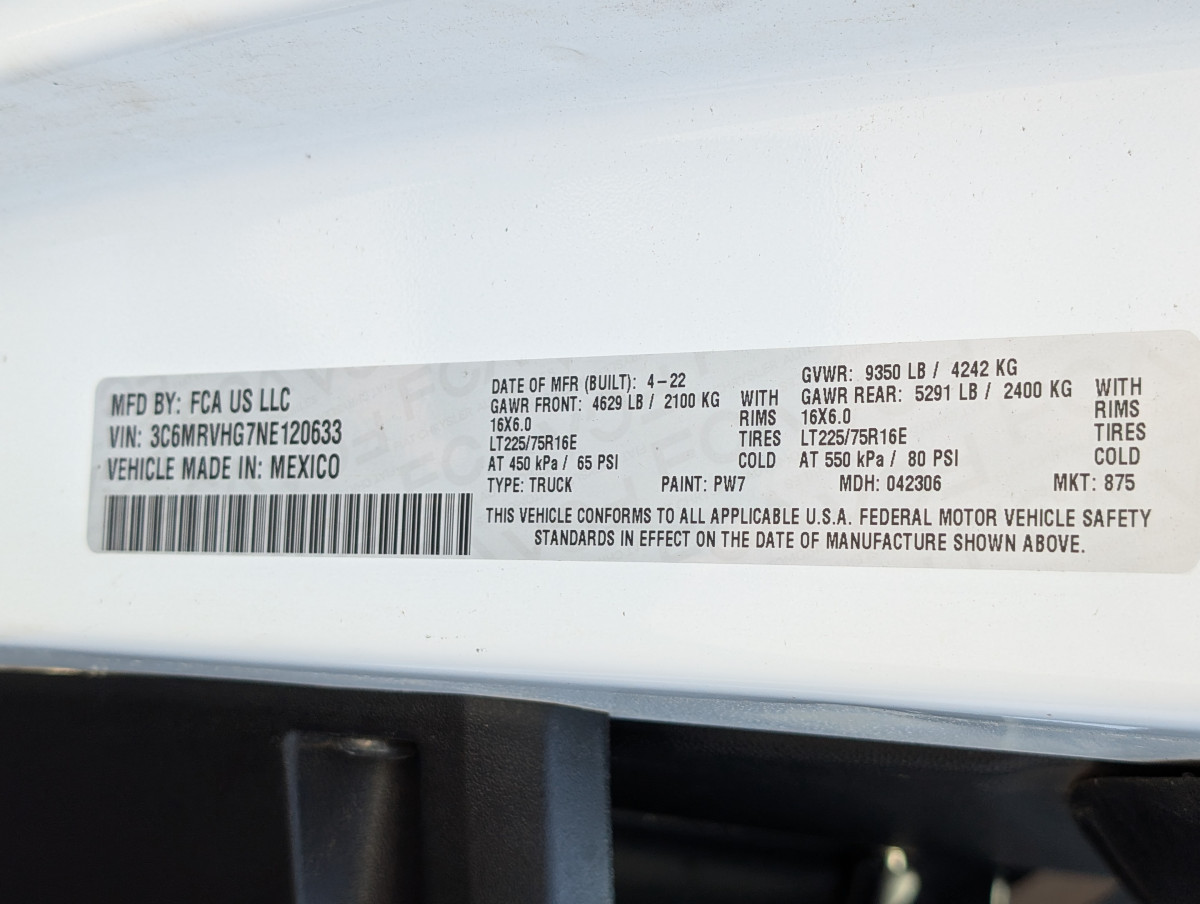 MFD BY: FCA US LLC
VIN: 3C6MRVHG7NE120633
VEHICLE MADE IN: MEXICO
DATE OF MFR (BUILT): 4-22
GAWR FRONT: 4629 LB / 2100 KG WITH
16X6.0 RIMS
LT225/75R16E TIRES
AT 450 kPa / 65 PSI COLD
GVWR: 9350 LB / 4242 KG
GAWR REAR: 5291 LB / 2400 KG WITH
16X6.0 RIMS
LT225/75R16E TIRES
AT 550 kPa / 80 PSI COLD
TYPE: TRUCK PAINT: PW7 MDH: 042306 MKT: 875
THIS VEHICLE CONFORMS TO ALL APPLICABLE U.S.A. FEDERAL MOTOR VEHICLE SAFETY
STANDARDS IN EFFECT ON THE DATE OF MANUFACTURE SHOWN ABOVE.